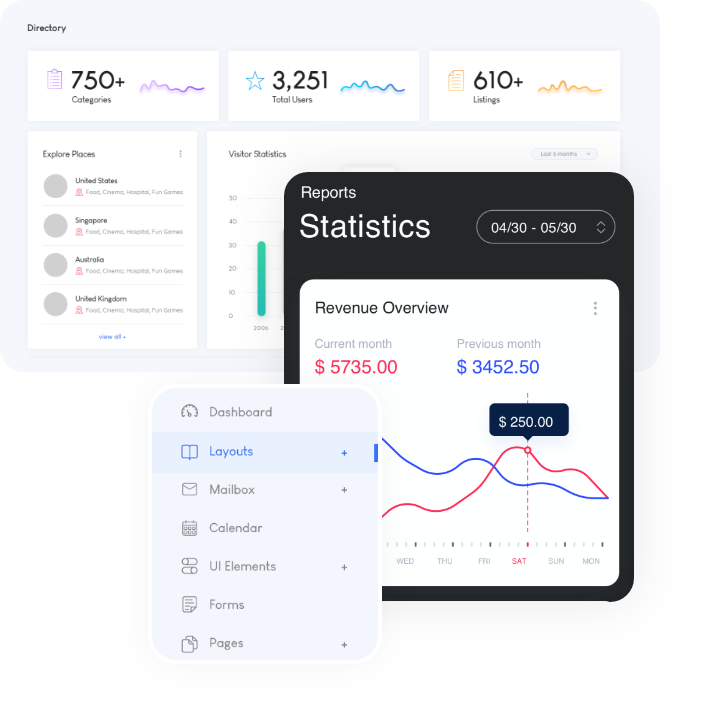 Directory
750+
Categories
3,251
Total Users
610+
Listings
Explore Places
United States
Food, Cinema, Hospital, Fun Games
Singapore
Food, Cinema, Hospital, Fun Games
Australia
Food, Cinema, Hospital, Fun Games
United Kingdom
Food, Cinema, Hospital, Fun Games
view all +
Visitor Statistics
Last 6 months
50
40
30
20
10
0
2006
2
Reports
Statistics
04/30 - 05/30
Revenue Overview
Current month
Previous month
$ 5735.00
$ 3452.50
$ 250.00
WED THU FRI SAT SUN MON
Dashboard
Layouts +
Mailbox +
Calendar
UI Elements +
Forms
Pages +